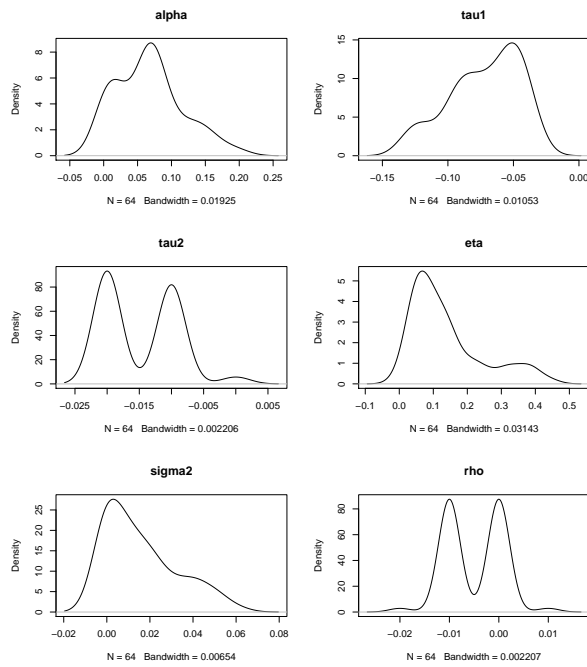 alpha
Density
0 2 4 6 8
−0.05 0.00 0.05 0.10 0.15 0.20 0.25
N = 64 Bandwidth = 0.01925
tau1
Density
0 5 10 15
−0.15 −0.10 −0.05 0.00
N = 64 Bandwidth = 0.01053
tau2
Density
0 20 40 60 80
−0.025 −0.015 −0.005 0.005
N = 64 Bandwidth = 0.002206
eta
Density
0 1 2 3 4 5
−0.1 0.0 0.1 0.2 0.3 0.4 0.5
N = 64 Bandwidth = 0.03143
sigma2
Density
0 5 10 15 20 25
−0.02 0.00 0.02 0.04 0.06 0.08
N = 64 Bandwidth = 0.00654
rho
Density
0 20 40 60 80
−0.02 −0.01 0.00 0.01
N = 64 Bandwidth = 0.002207